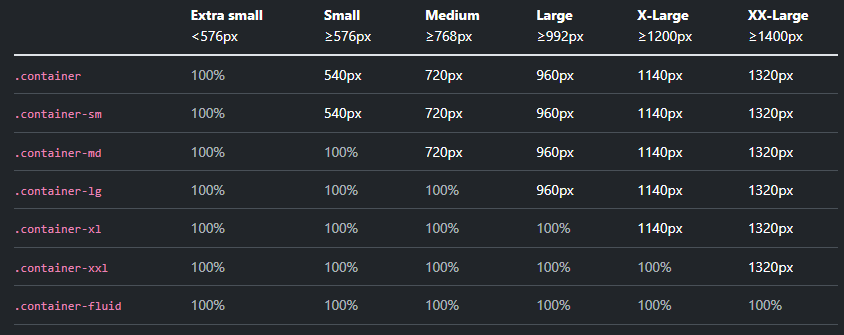 Extra small Small Medium Large X-Large XX-Large
<576px ≥576px ≥768px ≥992px ≥1200px ≥1400px
.container 100% 540px 720px 960px 1140px 1320px
.container-sm 100% 540px 720px 960px 1140px 1320px
.container-md 100% 100% 720px 960px 1140px 1320px
.container-lg 100% 100% 100% 960px 1140px 1320px
.container-xl 100% 100% 100% 100% 1140px 1320px
.container-xxl 100% 100% 100% 100% 100% 1320px
.container-fluid 100% 100% 100% 100% 100% 100%